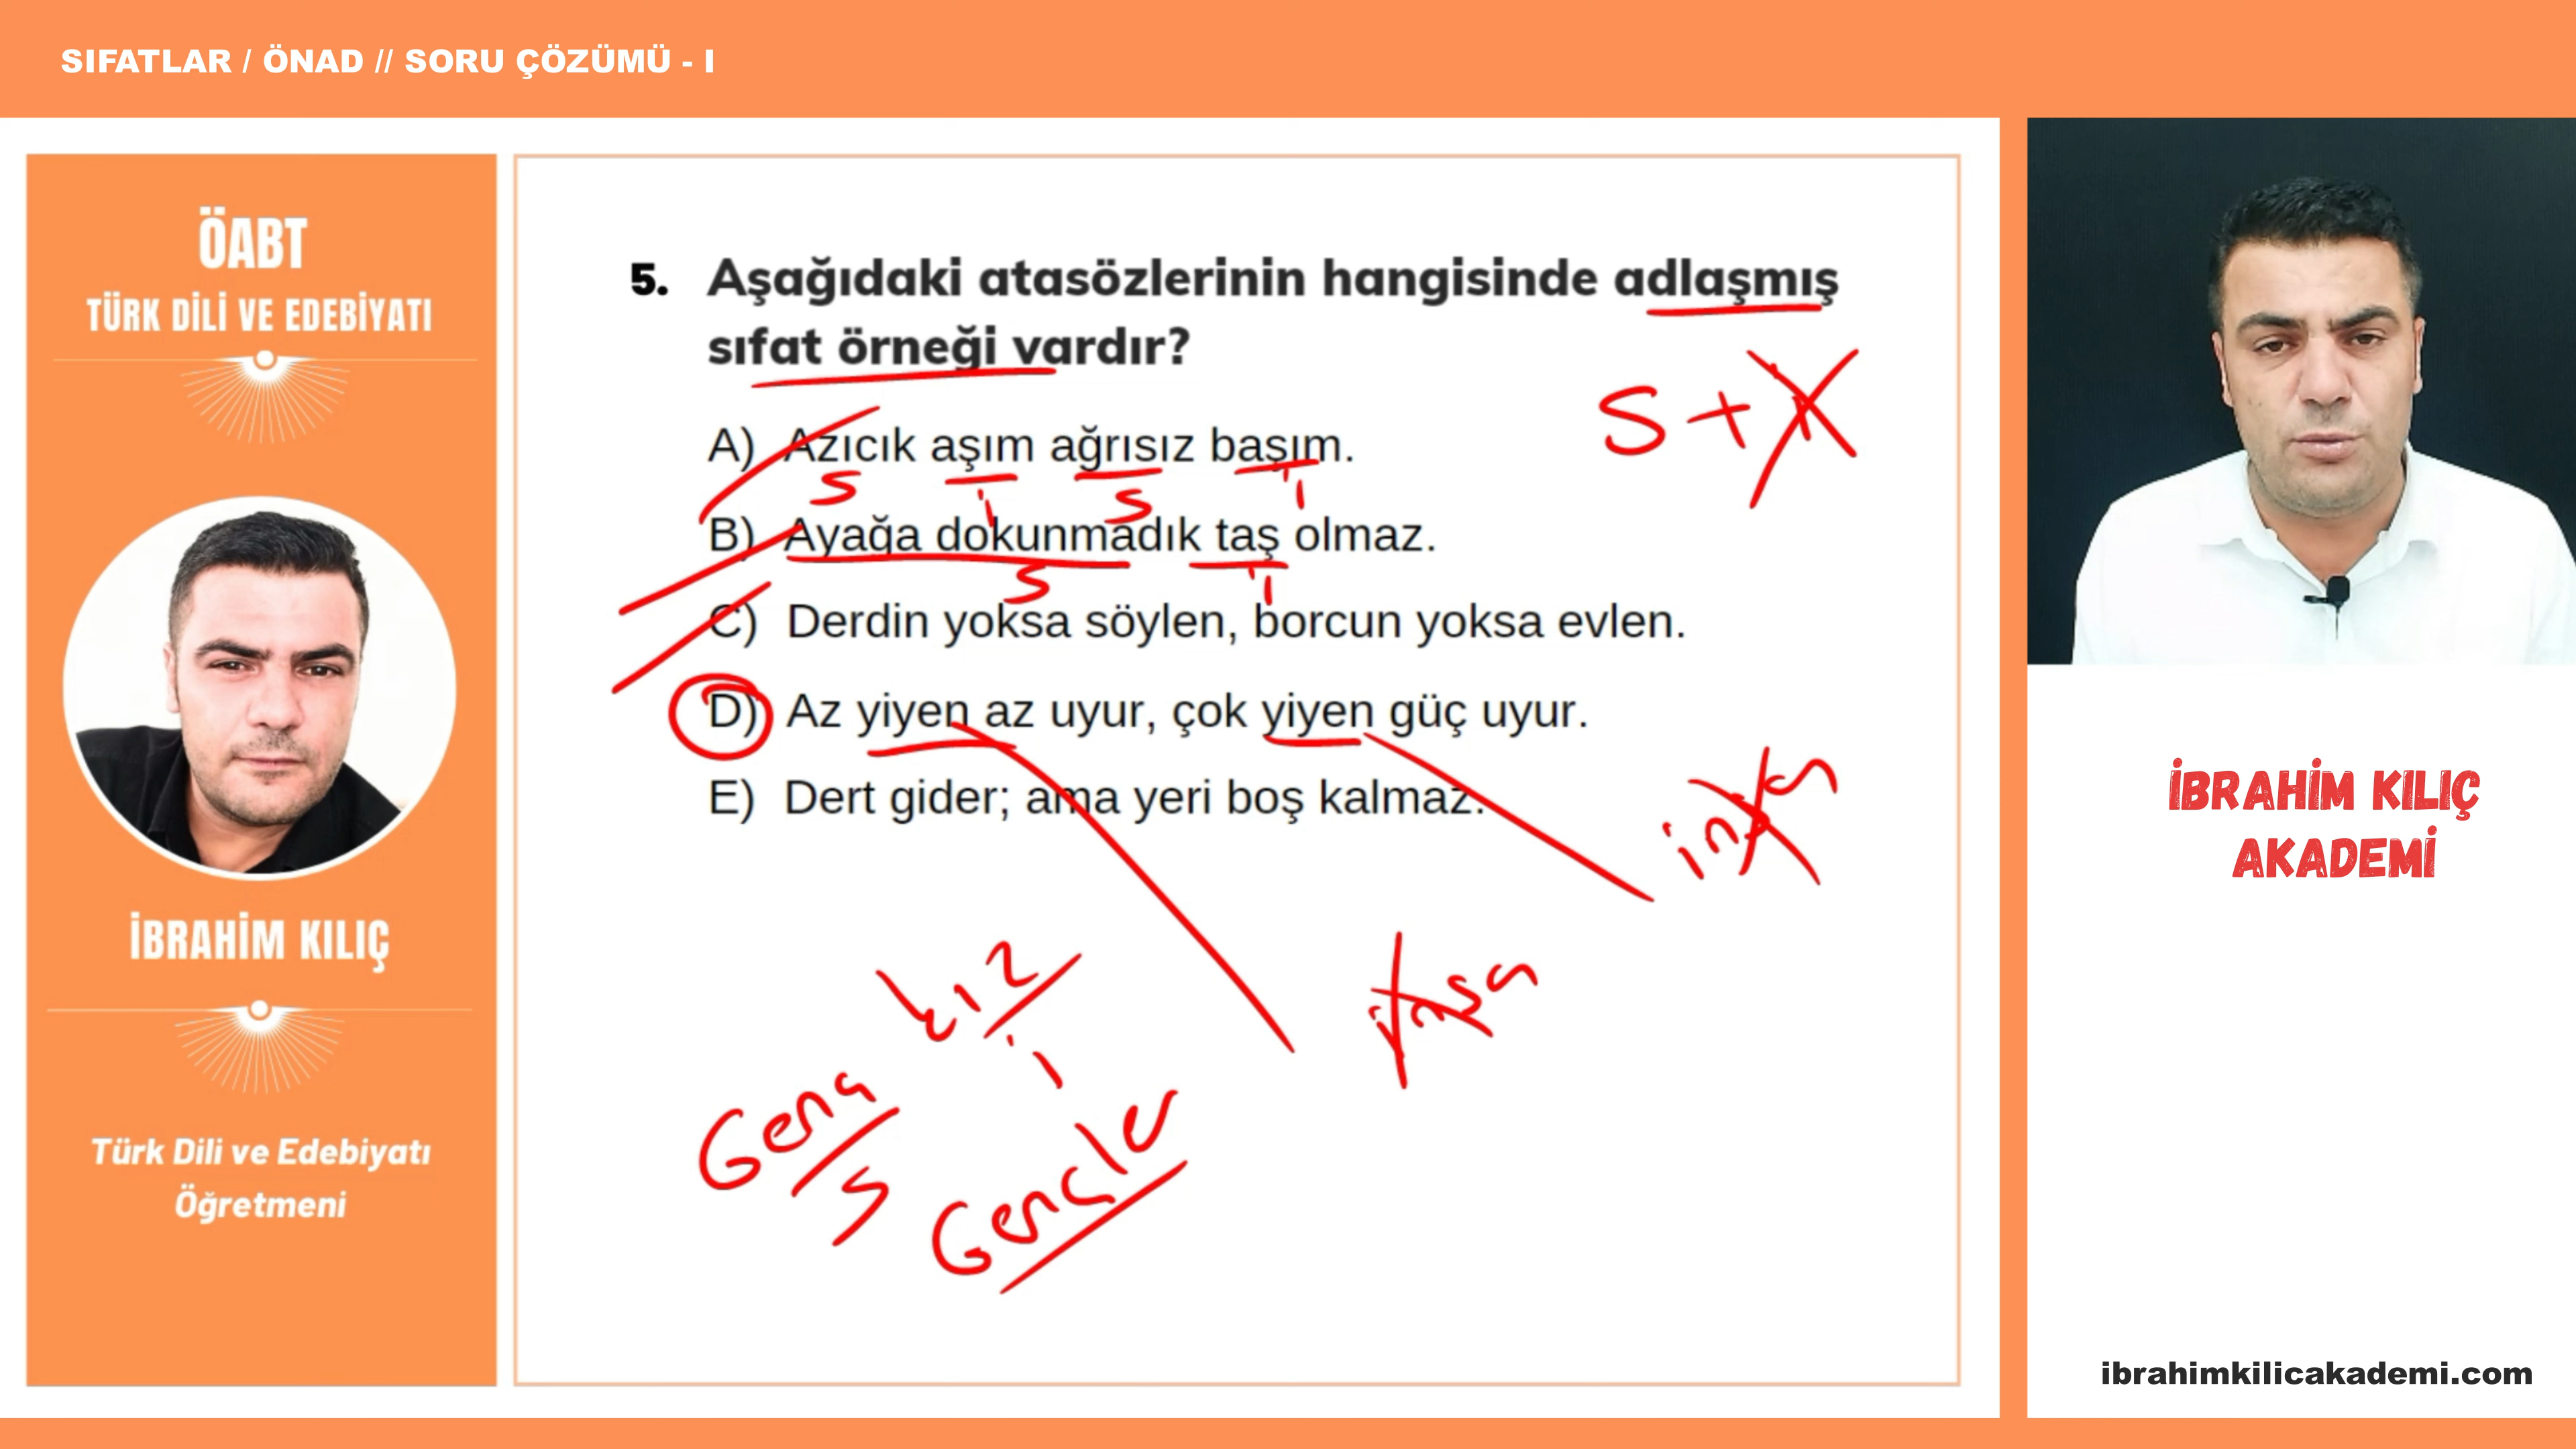 SIFATLAR / ÖNAD // SORU ÇÖZÜMÜ - I
ÖABT
TÜRK DİLİ VE EDEBİYATI
İBRAHİM KILIÇ
Türk Dili ve Edebiyatı
Öğretmeni
5. Aşağıdaki atasözlerinin hangisinde adlaşmış
sıfat örneği vardır?
S +
A) Azıcık aşım ağrısız başım.
S i S i
B) Ayağa dokunmadık taş olmaz.
S i
C) Derdin yoksa söylen, borcun yoksa evlen.
D) Az yiyen az uyur, çok yiyen güç uyur.
E) Dert gider; ama yeri boş kalmaz.
Genç kız
S i
Gençler
İBRAHİM KILIÇ
AKADEMİ
ibrahimkilicakademi.com